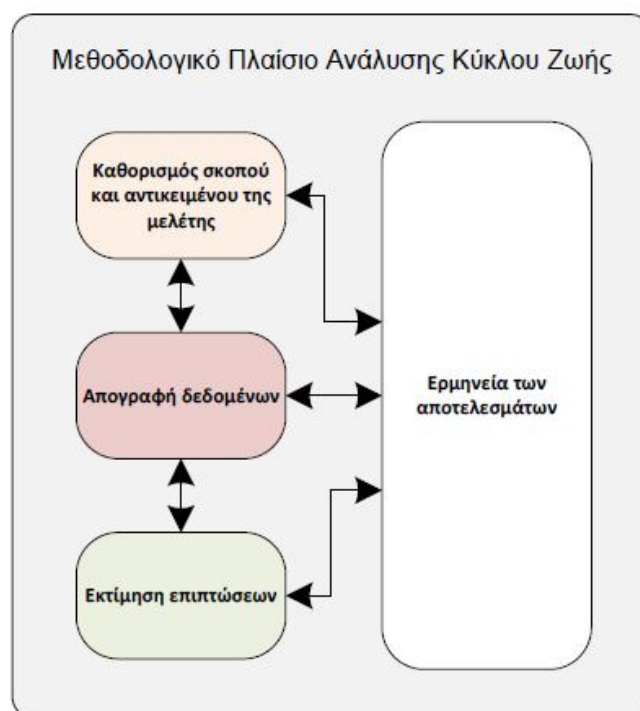 Μεθοδολογικό Πλαίσιο Ανάλυσης Κύκλου Ζωής
Καθορισμός σκοπού
και αντικειμένου της
μελέτης
Απογραφή δεδομένων
Εκτίμηση επιπτώσεων
Ερμηνεία των
αποτελεσμάτων